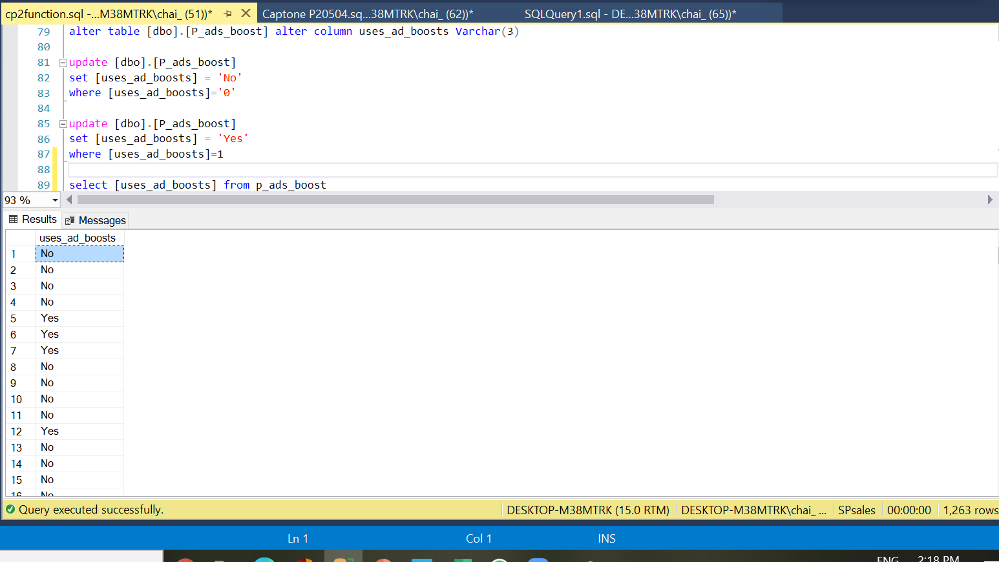 cp2function.sql -...M38MTRK\chai_ (51))* Captone P20504.sq...38MTRK\chai_ (62))* SQLQuery1.sql - DE...38MTRK\chai_ (65))*
79 alter table [dbo].[P_ads_boost] alter column uses_ad_boosts Varchar(3)
80
81 update [dbo].[P_ads_boost]
82 set [uses_ad_boosts] = 'No'
83 where [uses_ad_boosts]='0'
84
85 update [dbo].[P_ads_boost]
86 set [uses_ad_boosts] = 'Yes'
87 where [uses_ad_boosts]=1
88
89 select [uses_ad_boosts] from p_ads_boost
93 %
Results Messages
uses_ad_boosts
1 No
2 No
3 No
4 No
5 Yes
6 Yes
7 Yes
8 No
9 No
10 No
11 No
12 Yes
13 No
14 No
15 No
16 No
Query executed successfully. DESKTOP-M38MTRK (15.0 RTM) DESKTOP-M38MTRK\chai_ ... SPsales 00:00:00 1,263 rows
Ln 1 Col 1 INS
ENG 2:18 PM